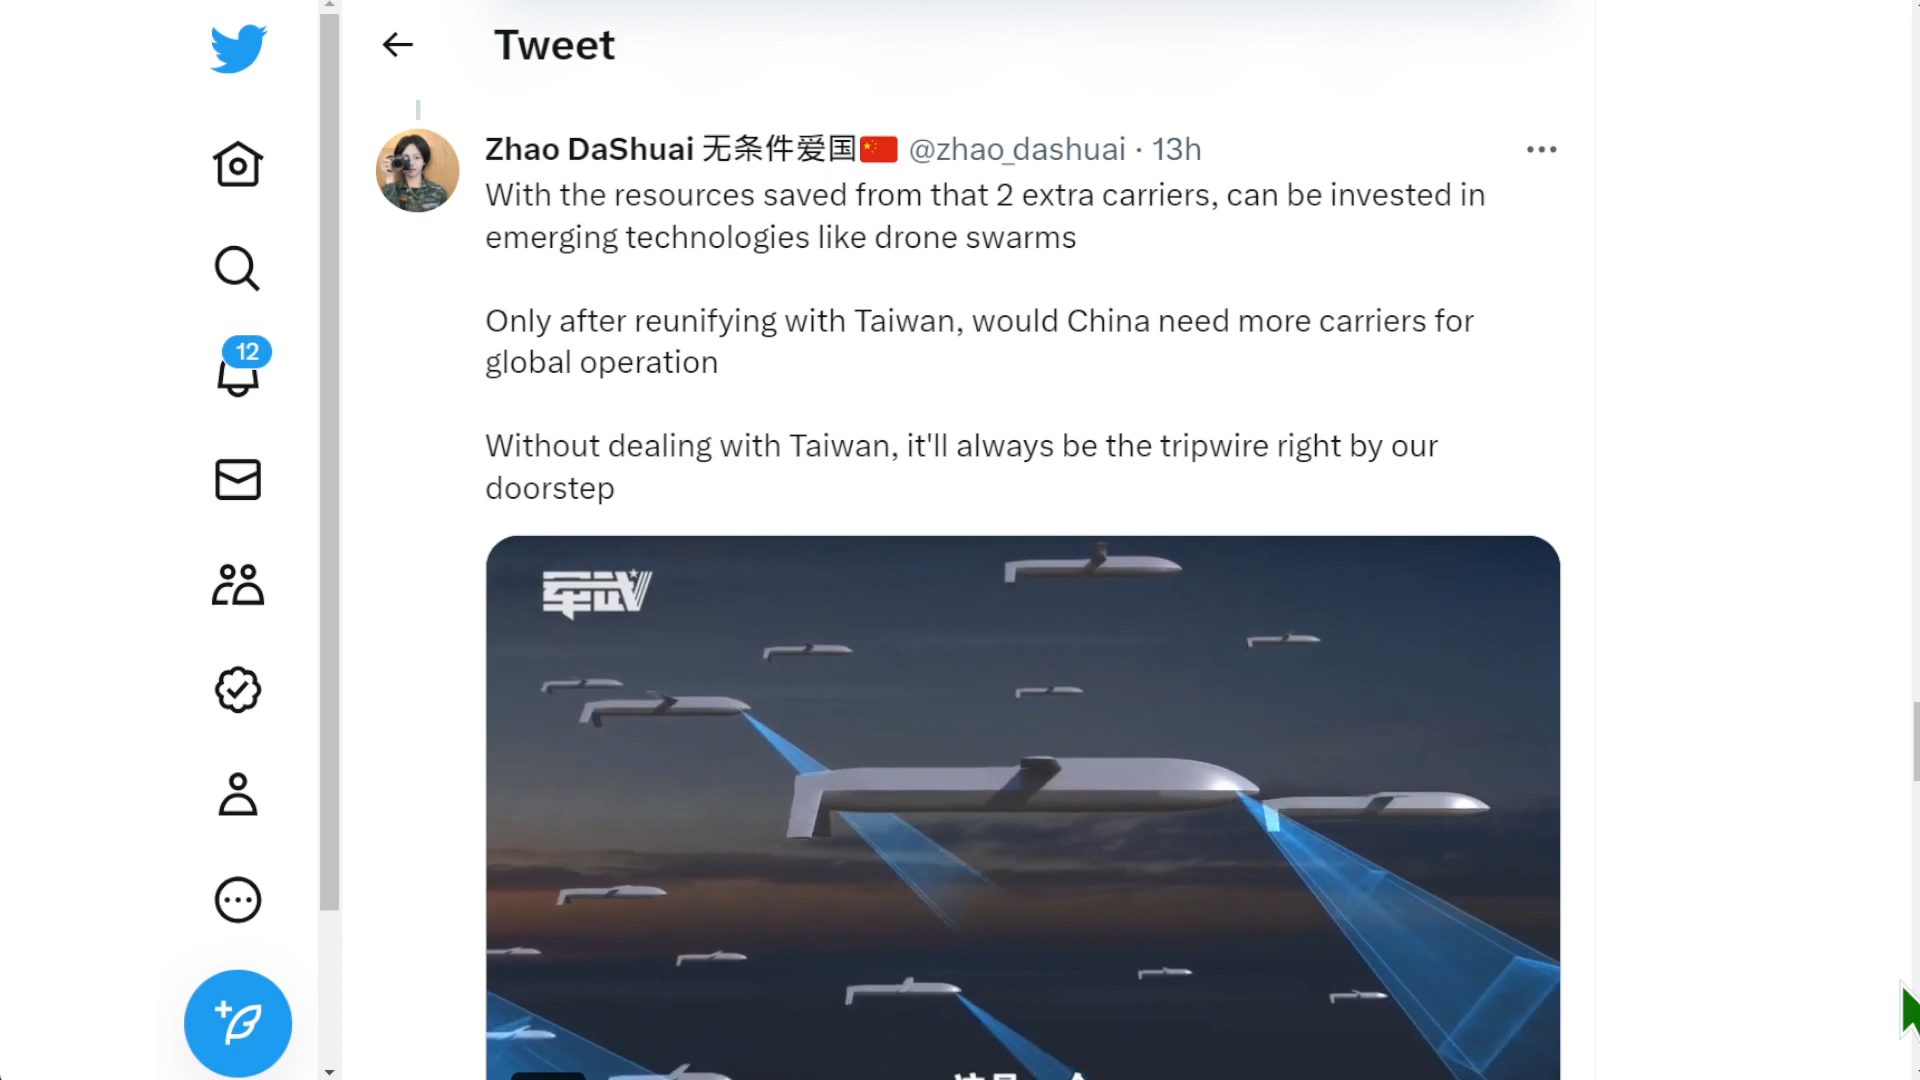 Tweet
Zhao DaShuai 无条件爱国🇨🇳 @zhao_dashuai · 13h
With the resources saved from that 2 extra carriers, can be invested in
emerging technologies like drone swarms
Only after reunifying with Taiwan, would China need more carriers for
global operation
Without dealing with Taiwan, it'll always be the tripwire right by our
doorstep
12
军武